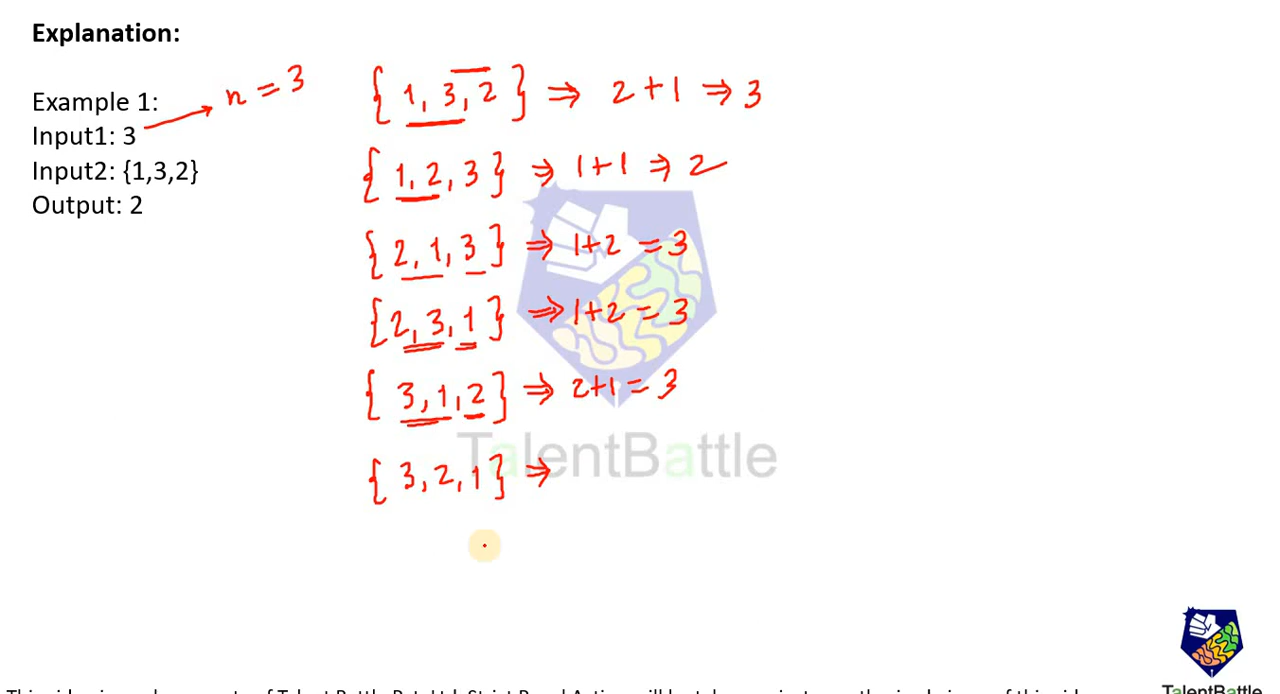 Explanation:
n = 3
Example 1:
Input1: 3
Input2: {1,3,2}
Output: 2
{ 1, 3, 2 } ⇒ 2 + 1 ⇒ 3
{ 1, 2, 3 } ⇒ 1 + 1 ⇒ 2
{ 2, 1, 3 } ⇒ 1 + 2 = 3
{ 2, 3, 1 } ⇒ 1 + 2 = 3
{ 3, 1, 2 } ⇒ 2 + 1 = 3
{ 3, 2, 1 } ⇒
TalentBattle
TalentBattle